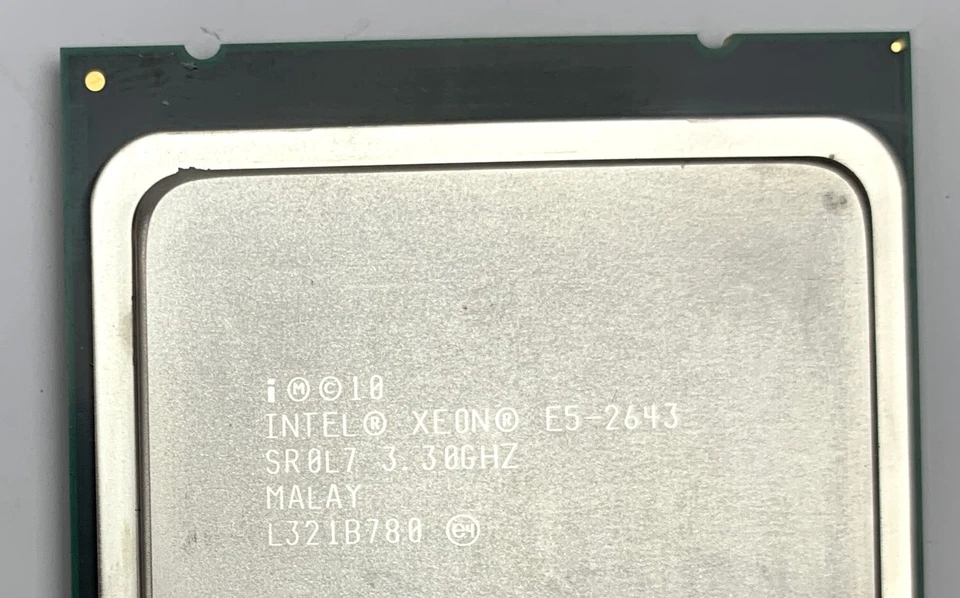 i Ⓜ©10
INTEL® XEON® E5-2643
SR0L7 3.30GHZ
MALAY
L321B780 e4